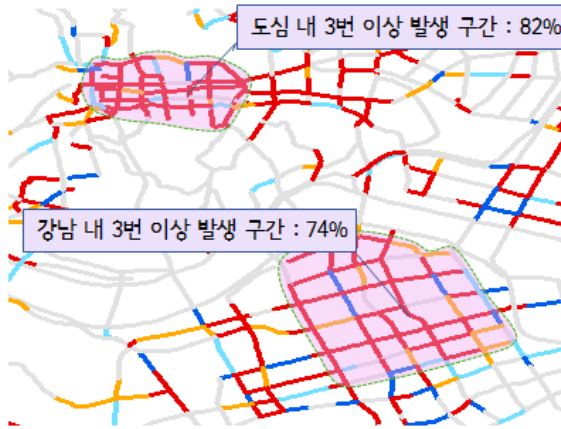 도심 내 3번 이상 발생 구간 : 82%
강남 내 3번 이상 발생 구간 : 74%